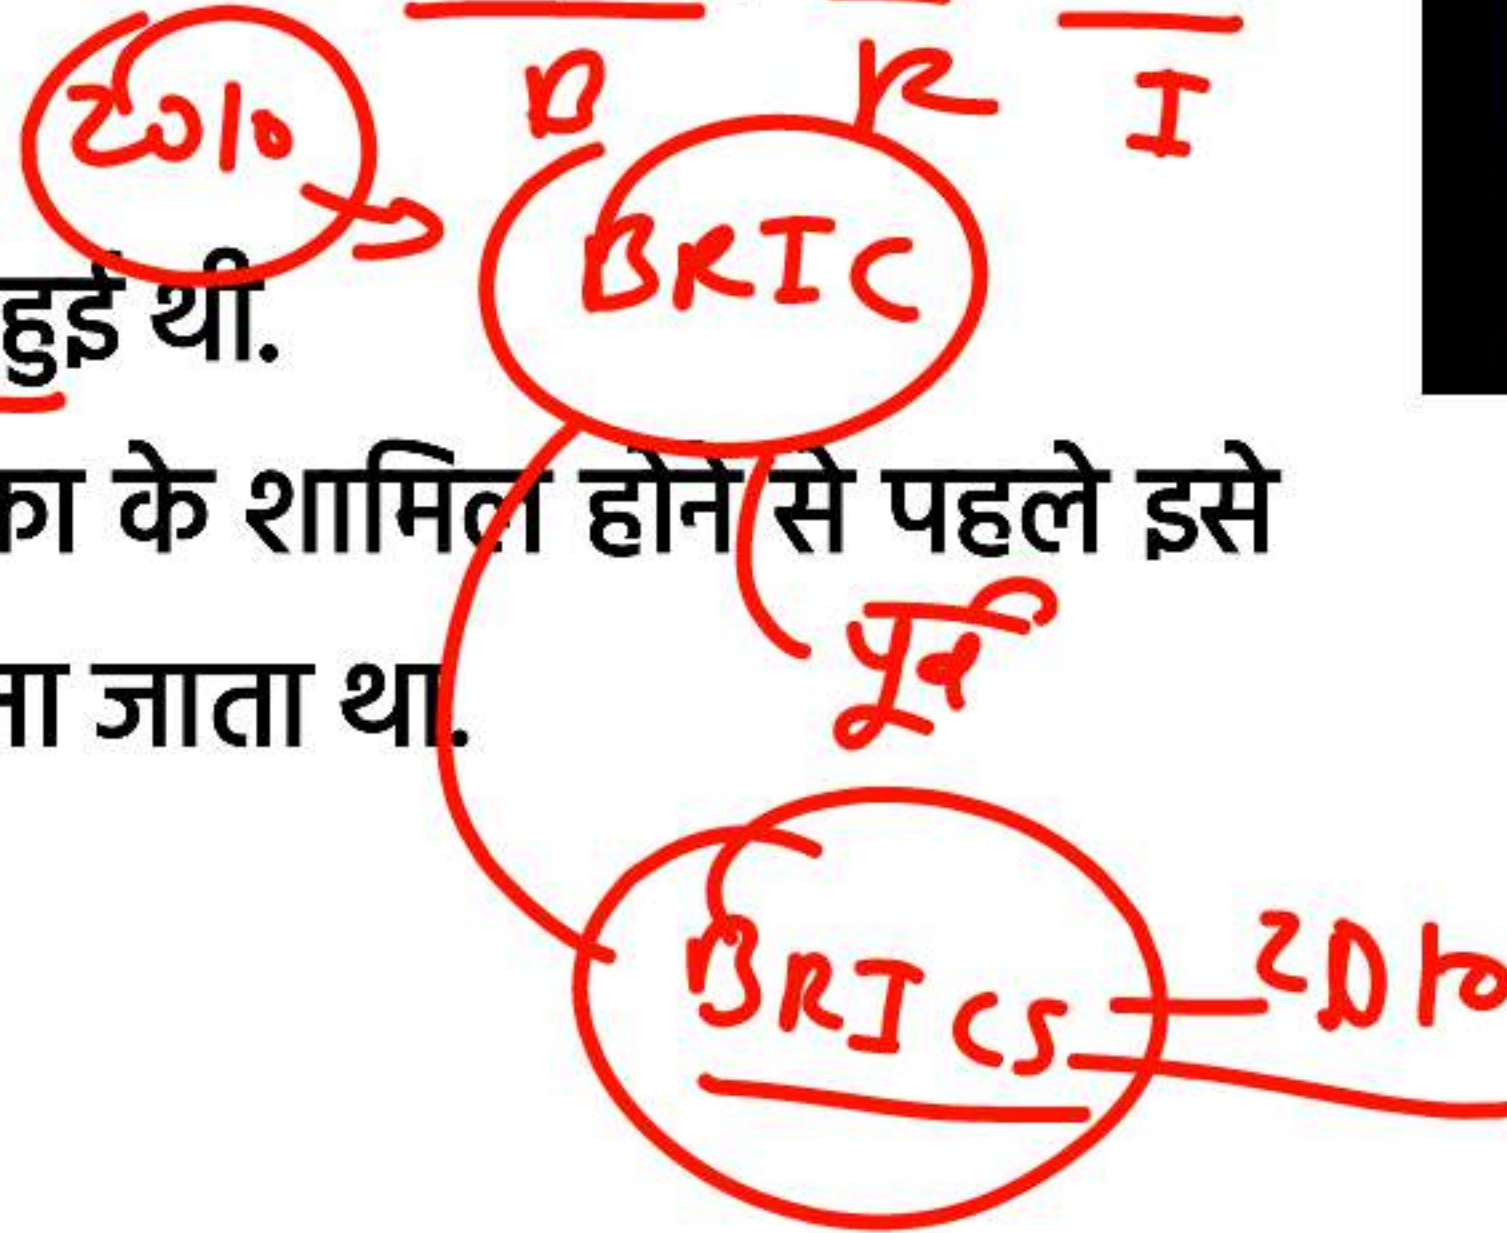 B R I
2010
BRIC
हुई थी.
का के शामिल होने से पहले इसे
पूर्व
जाता था.
BRICS 2010